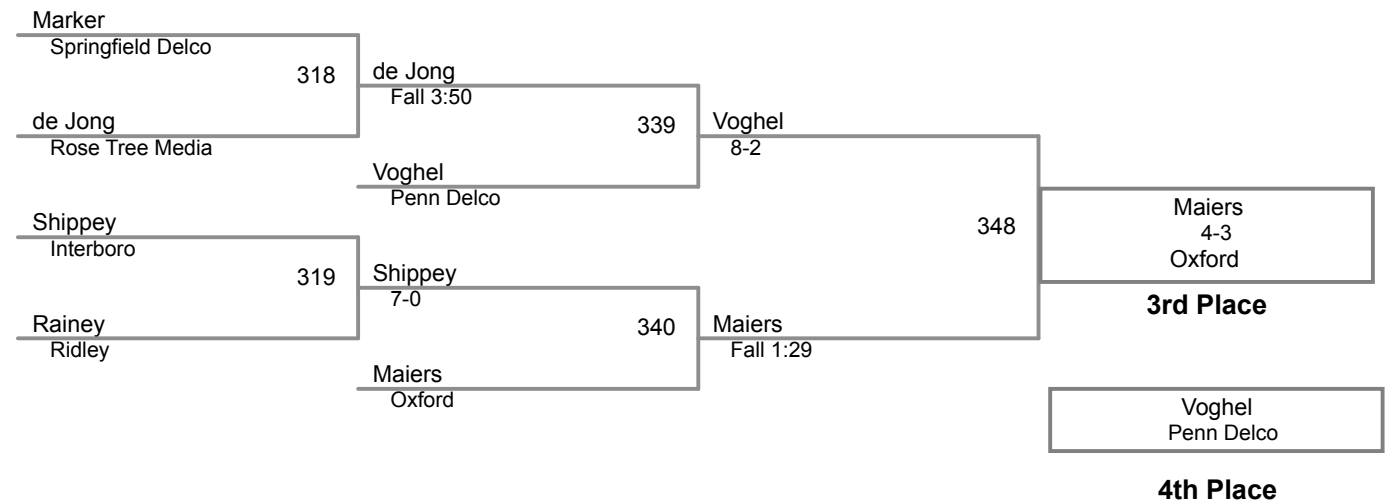 Marker
Springfield Delco
318
de Jong
Fall 3:50
de Jong
Rose Tree Media
339
Voghel
8-2
Voghel
Penn Delco
Shippey
Interboro
319
Shippey
7-0
Rainey
Ridley
340
Maiers
Fall 1:29
Maiers
Oxford
348
Maiers
4-3
Oxford
3rd Place
Voghel
Penn Delco
4th Place